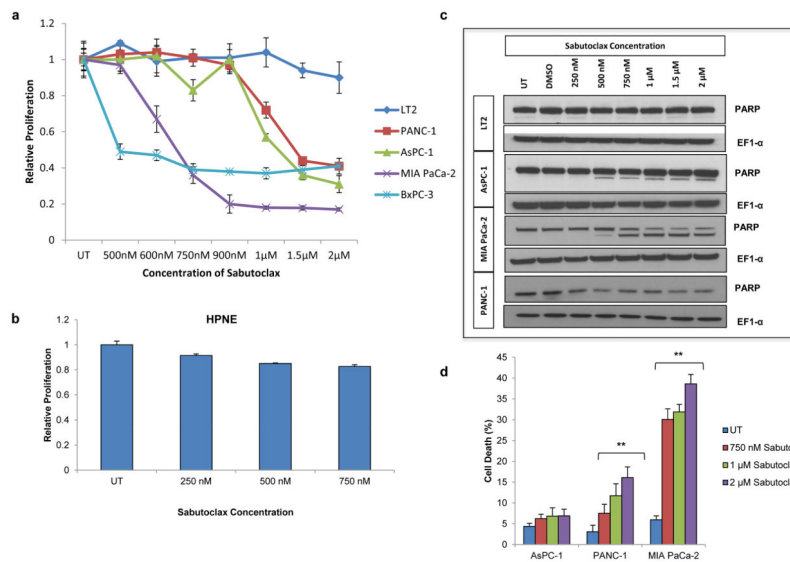 a
1.2
1
0.8
0.6
0.4
0.2
0
Relative Proliferation
UT 500nM 600nM 750nM 900nM 1µM 1.5µM 2µM
Concentration of Sabutoclax
LT2
PANC-1
AsPC-1
MIA PaCa-2
BxPC-3
b
HPNE
1.2
1
0.8
0.6
0.4
0.2
0
Relative Proliferation
UT 250 nM 500 nM 750 nM
Sabutoclax Concentration
c
Sabutoclax Concentration
UT DMSO 250 nM 500 nM 750 nM 1 µM 1.5 µM 2 µM
LT2
PARP
EF1-α
AsPC-1
PARP
EF1-α
MIA PaCa-2
PARP
EF1-α
PANC-1
PARP
EF1-α
d
45
40
35
30
25
20
15
10
5
0
Cell Death (%)
**
**
AsPC-1 PANC-1 MIA PaCa-2
UT
750 nM Sabuto
1 µM Sabutocl
2 µM Sabutocl